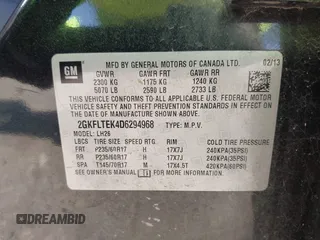 GM
MFD BY GENERAL MOTORS OF CANADA LTD. 02/13
GVWR GAWR FRT GAWR RR
2300 KG 1175 KG 1240 KG
5070 LB 2590 LB 2733 LB
THIS VEHICLE CONFORMS TO ALL APPLICABLE U.S. FEDERAL MOTOR
VEHICLE SAFETY AND THEFT PREVENTION STANDARDS IN EFFECT ON
THE DATE OF MANUFACTURE SHOWN ABOVE.
2GKFLTEK4D6294968 TYPE: M.P.V.
MODEL: LH26
LBCS TIRE SIZE SPEED RTG RIM COLD TIRE PRESSURE
FRT P235/65R17 H 17X7J 240KPA(35PSI)
RR P235/65R17 H 17X7J 240KPA(35PSI)
SPA T145/70R17 M 17X4.5T 420KPA(60PSI)
SEE OWNER'S MANUAL FOR MORE INFORMATION.
DREAMBID